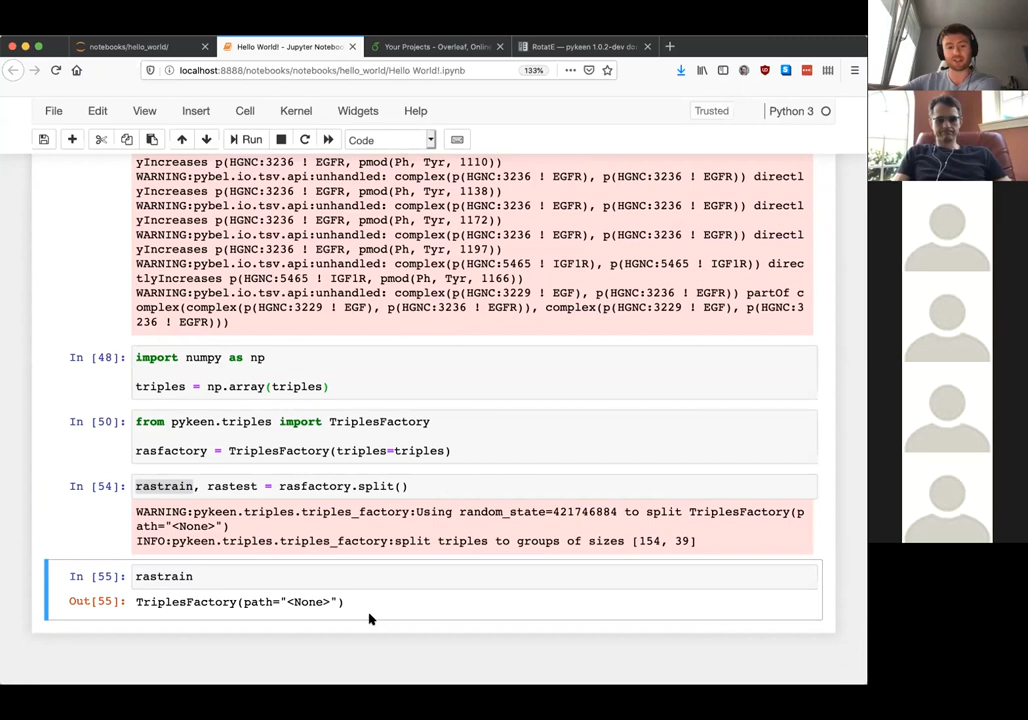 notebooks/hello_world/
Hello World! - Jupyter Noteboo
Your Projects - Overleaf, Online
RotatE — pykeen 1.0.2-dev do
localhost:8888/notebooks/notebooks/hello_world/Hello World!.ipynb
133%
File Edit View Insert Cell Kernel Widgets Help
Trusted
Python 3
Run
Code
yIncreases p(HGNC:3236 ! EGFR, pmod(Ph, Tyr, 1110)
WARNING:pybel.io.tsv.api:unhandled: complex(p(HGNC:3236 ! EGFR), p(HGNC:3236 ! EGFR)) directl
yIncreases p(HGNC:3236 ! EGFR, pmod(Ph, Tyr, 1138)
WARNING:pybel.io.tsv.api:unhandled: complex(p(HGNC:3236 ! EGFR), p(HGNC:3236 ! EGFR)) directl
yIncreases p(HGNC:3236 ! EGFR, pmod(Ph, Tyr, 1172)
WARNING:pybel.io.tsv.api:unhandled: complex(p(HGNC:3236 ! EGFR), p(HGNC:3236 ! EGFR)) directl
yIncreases p(HGNC:3236 ! EGFR, pmod(Ph, Tyr, 1197)
WARNING:pybel.io.tsv.api:unhandled: complex(p(HGNC:5465 ! IGF1R), p(HGNC:5465 ! IGF1R)) direc
tlyIncreases p(HGNC:5465 ! IGF1R, pmod(Ph, Tyr, 1166)
WARNING:pybel.io.tsv.api:unhandled: complex(p(HGNC:3229 ! EGF), p(HGNC:3236 ! EGFR)) partOf c
omplex(complex(p(HGNC:3229 ! EGF), p(HGNC:3236 ! EGFR)), complex(p(HGNC:3229 ! EGF), p(HGNC:3
236 ! EGFR)))
In [48]: import numpy as np
triples = np.array(triples)
In [50]: from pykeen.triples import TriplesFactory
rasfactory = TriplesFactory(triples=triples)
In [54]: rastrain, rastest = rasfactory.split()
WARNING:pykeen.triples.triples_factory:Using random_state=421746884 to split TriplesFactory(p
ath="<None>")
INFO:pykeen.triples.triples_factory:split triples to groups of sizes [154, 39]
In [55]: rastrain
Out[55]: TriplesFactory(path="<None>")